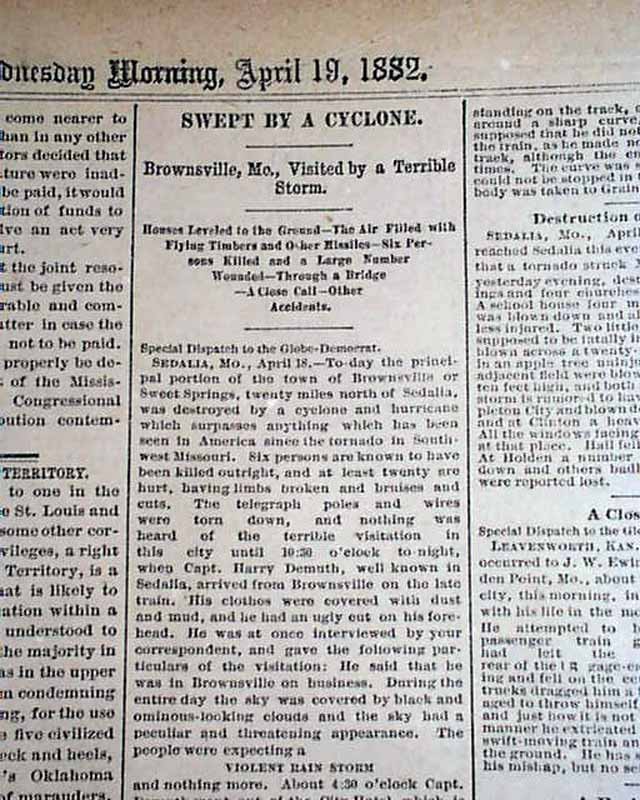 dnesday Morning, April 19, 1882.
come nearer to
than in any other
tors decided that
ture were inad-
be paid, it would
tion of funds to
ive an act very
urt.
t the joint reso-
ust be given the
rable and com-
atter in case the
not to be paid.
properly be de-
s of the Missis-
Congressional
bution contem-
TERRITORY.
to one in the
e St. Louis and
some other cor-
vileges, a right
Territory, is a
hat is likely to
ation within a
understood to
the majority in
as in the upper
en condemning
ng, for the use
e five civilized
eck and heels,
's Oklahoma
of marauders.
SWEPT BY A CYCLONE.
Brownsville, Mo., Visited by a Terrible
Storm.
Houses Leveled to the Ground—The Air Filled with
Flying Timbers and Other Missiles—Six Per-
sons Killed and a Large Number
Wounded—Through a Bridge
—A Close Call—Other
Accidents.
Special Dispatch to the Globe-Democrat.
SEDALIA, MO., April 18.—To-day the princi-
pal portion of the town of Brownsville or
Sweet Springs, twenty miles north of Sedalia,
was destroyed by a cyclone and hurricane
which surpasses anything which has been
seen in America since the tornado in South-
west Missouri. Six persons are known to have
been killed outright, and at least twenty are
hurt, having limbs broken and bruises and
cuts. The telegraph poles and wires
were torn down, and nothing was
heard of the terrible visitation in
this city until 10:30 o'clock to-night,
when Capt. Harry Demuth, well known in
Sedalia, arrived from Brownsville on the late
train. His clothes were covered with dust
and mud, and he had an ugly cut on his fore-
head. He was at once interviewed by your
correspondent, and gave the following par-
ticulars of the visitation: He said that he
was in Brownsville on business. During the
entire day the sky was covered by black and
ominous-looking clouds and the sky had a
peculiar and threatening appearance. The
people were expecting a
VIOLENT RAIN STORM
and nothing more. About 4:30 o'clock Capt.
standing on the track,
around a sharp curve,
supposed that he did not
the train, as he made no
track, although the en
times. The curve was
could not be stopped in t
body was taken to Grain
Destruction
SEDALIA, MO., April
reached Sedalia this eve
that a tornado struck
yesterday evening, dest
ings and four churches
A school house four m
was blown down and al
less injured. Two little
supposed to be fatally in
blown across a twenty-
in an apple tree uninju
adjacent field were blow
ten feet high, and both
storm is rumored to hav
pleton City and blown
and at Clinton a heav
All the windows facing
at that place. Hail fell
At Holden a number
down and others badl
were reported lost.
A Clos
Special Dispatch to the Glo
LEAVENWORTH, KAN.
occurred to J. W. Ewin
den Point, Mo., about
city, this morning, in
with his life in the
He attempted to b
passenger train
had left the
rear of the gage-
ing and fell on the ce
trucks dragged him a
aged to throw himself
and just how it is not
manner he extricated
swift-moving train an
the ground. He has s
his mishap, but no se